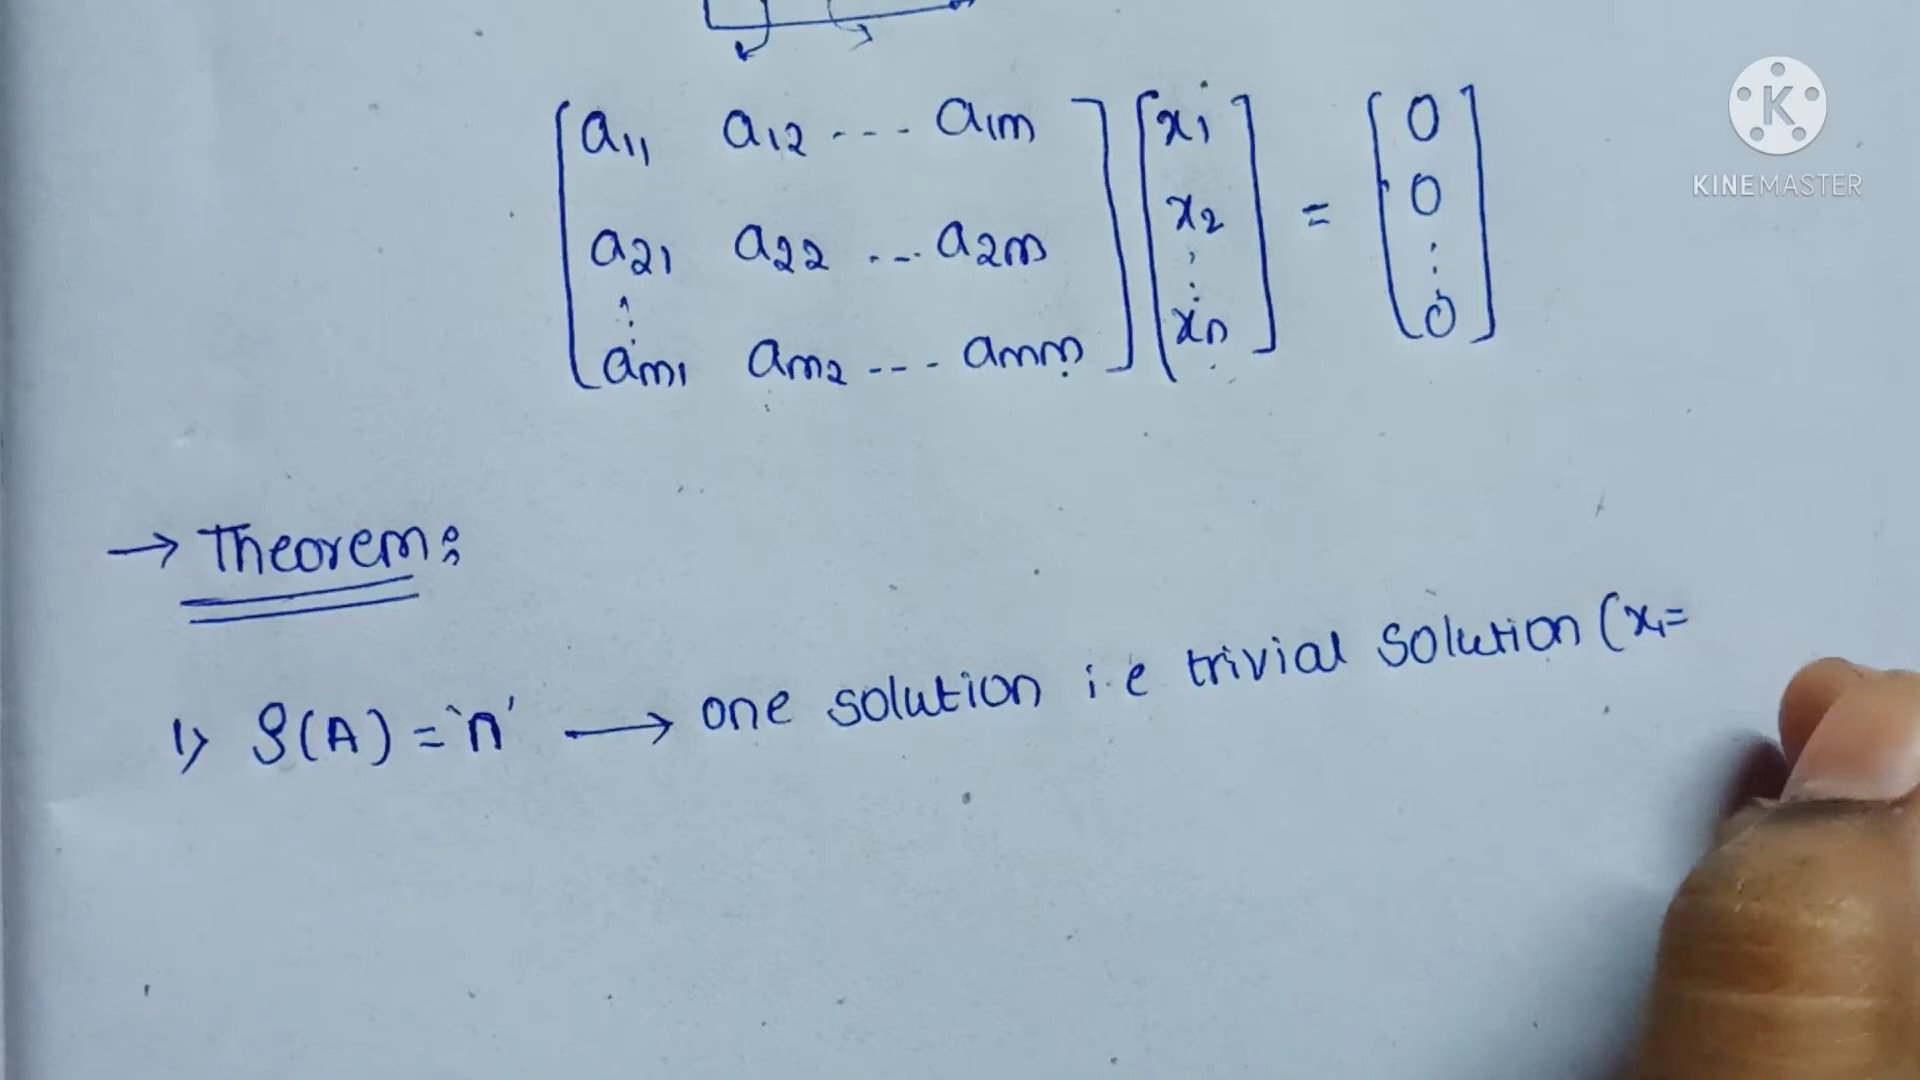 a11 a12 --- a1m x1 0
a21 a22 --- a2m x2 = 0
⋮ ⋮ ⋮
am1 am2 --- amm xn 0
→ Theorem:
1) ρ(A) = 'n' → one solution i.e trivial solution (x1=
K
KINEMASTER